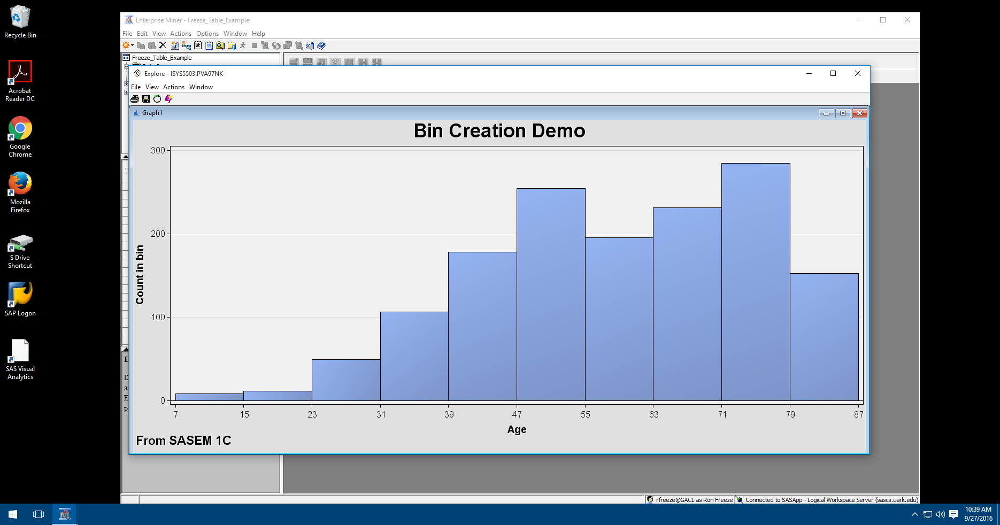 Recycle Bin
Acrobat
Reader DC
Google
Chrome
Mozilla
Firefox
S Drive
Shortcut
SAP Logon
SAS Visual
Analytics
Enterprise Miner - Freeze_Table_Example
File Edit View Actions Options Window Help
Freeze_Table_Example
Explore - ISYS5503.PVA97NK
File View Actions Window
Graph1
Bin Creation Demo
300
200
100
0
Count in bin
7 15 23 31 39 47 55 63 71 79 87
Age
From SASEM 1C
rfreeze@GACL as Ron Freeze Connected to SASApp - Logical Workspace Server (sascs.uark.edu)
10:39 AM
9/27/2016